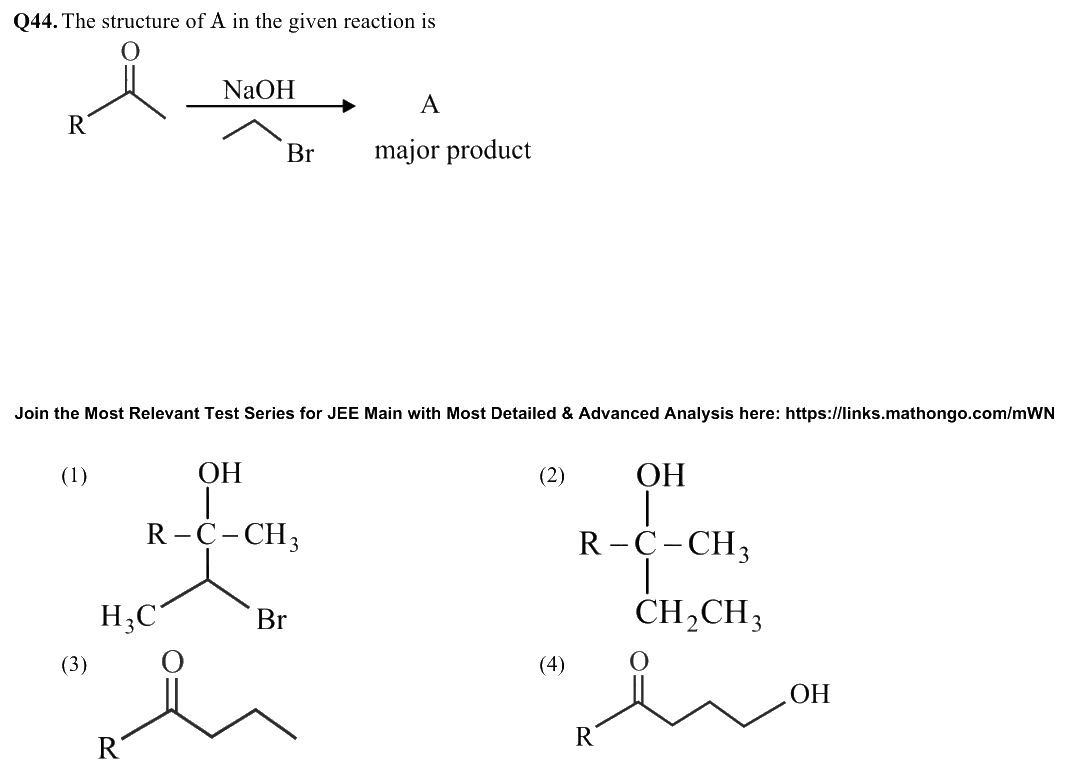 Q44. The structure of A in the given reaction is
O
R
NaOH
Br
A
major product
Join the Most Relevant Test Series for JEE Main with Most Detailed & Advanced Analysis here: https://links.mathongo.com/mWN
(1)
OH
R – C – CH3
H3C
Br
(2)
OH
R – C – CH3
CH2CH3
(3)
O
R
(4)
O
OH
R